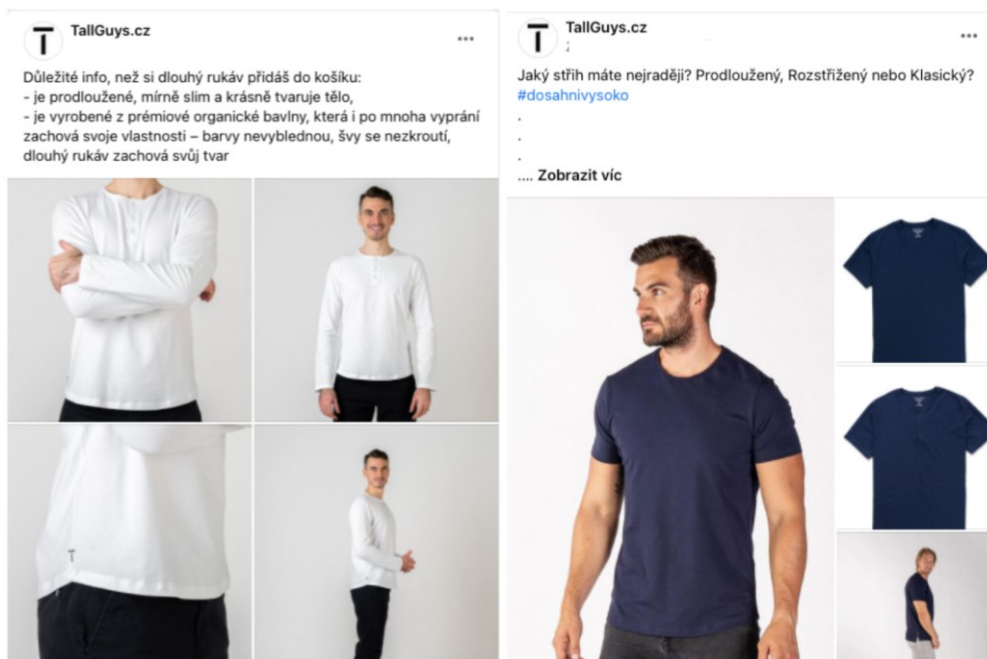 TallGuys.cz
Důležité info, než si dlouhý rukáv přidáš do košíku:
- je prodloužené, mírně slim a krásně tvaruje tělo,
- je vyrobené z prémiové organické bavlny, která i po mnoha vyprání
zachová svoje vlastnosti – barvy nevyblednou, švy se nezkroutí,
dlouhý rukáv zachová svůj tvar
TallGuys.cz
Jaký střih máte nejraději? Prodloužený, Rozstřižený nebo Klasický?
#dosahnivysoko
.
.
.
.... Zobrazit víc